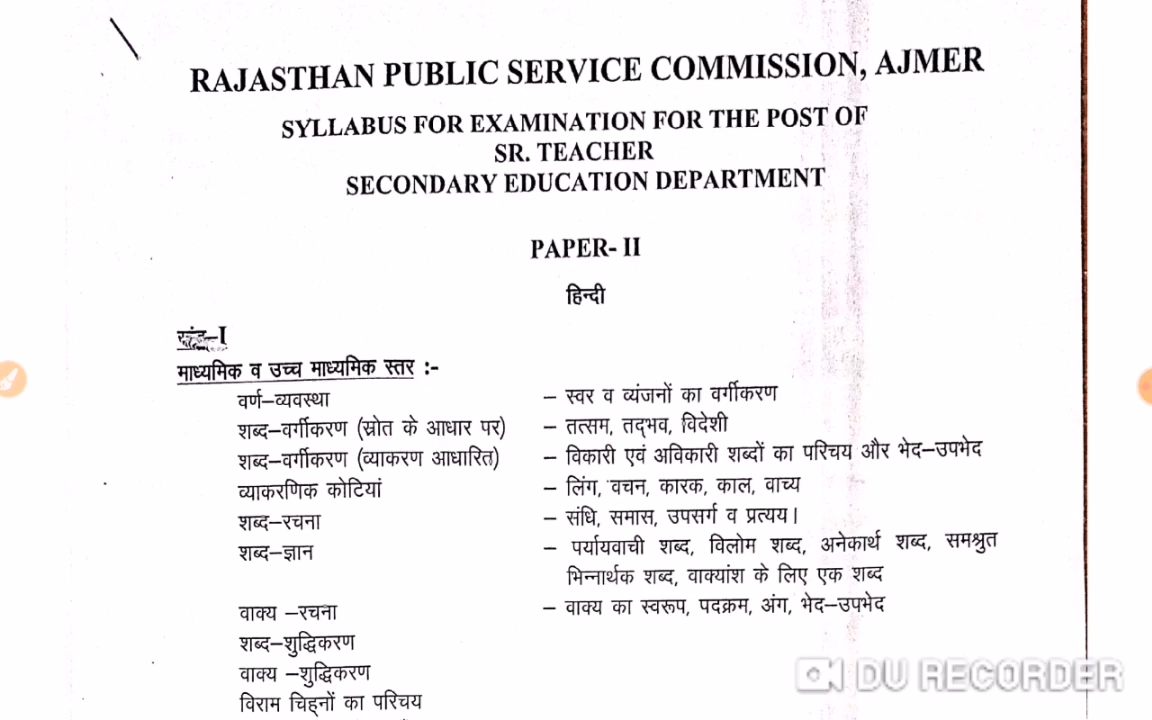 RAJASTHAN PUBLIC SERVICE COMMISSION, AJMER
SYLLABUS FOR EXAMINATION FOR THE POST OF
SR. TEACHER
SECONDARY EDUCATION DEPARTMENT
PAPER- II
हिन्दी
खंड–I
माध्यमिक व उच्च माध्यमिक स्तर :-
वर्ण–व्यवस्था – स्वर व व्यंजनों का वर्गीकरण
शब्द–वर्गीकरण (स्रोत के आधार पर) – तत्सम, तद्भव, विदेशी
शब्द–वर्गीकरण (व्याकरण आधारित) – विकारी एवं अविकारी शब्दों का परिचय और भेद–उपभेद
व्याकरणिक कोटियां – लिंग, वचन, कारक, काल, वाच्य
शब्द–रचना – संधि, समास, उपसर्ग व प्रत्यय।
शब्द–ज्ञान – पर्यायवाची शब्द, विलोम शब्द, अनेकार्थ शब्द, समश्रुत
भिन्नार्थक शब्द, वाक्यांश के लिए एक शब्द
वाक्य –रचना – वाक्य का स्वरूप, पदक्रम, अंग, भेद–उपभेद
शब्द–शुद्धिकरण
वाक्य –शुद्धिकरण
विराम चिह्नों का परिचय
DU RECORDER